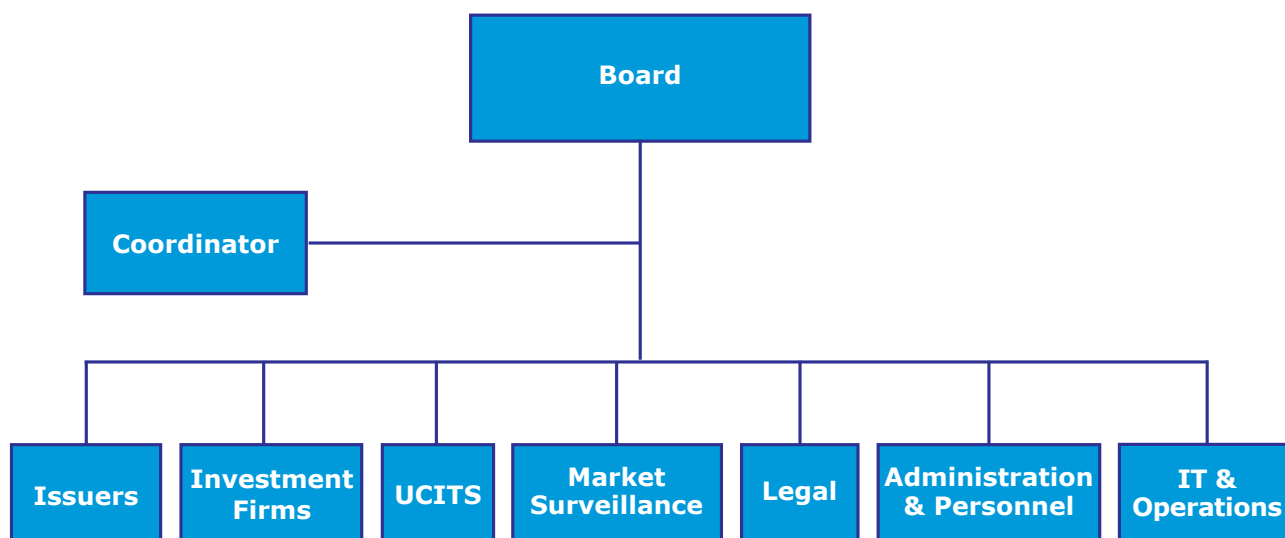 Board
Coordinator
Issuers
Investment
Firms
UCITS
Market
Surveillance
Legal
Administration
& Personnel
IT &
Operations